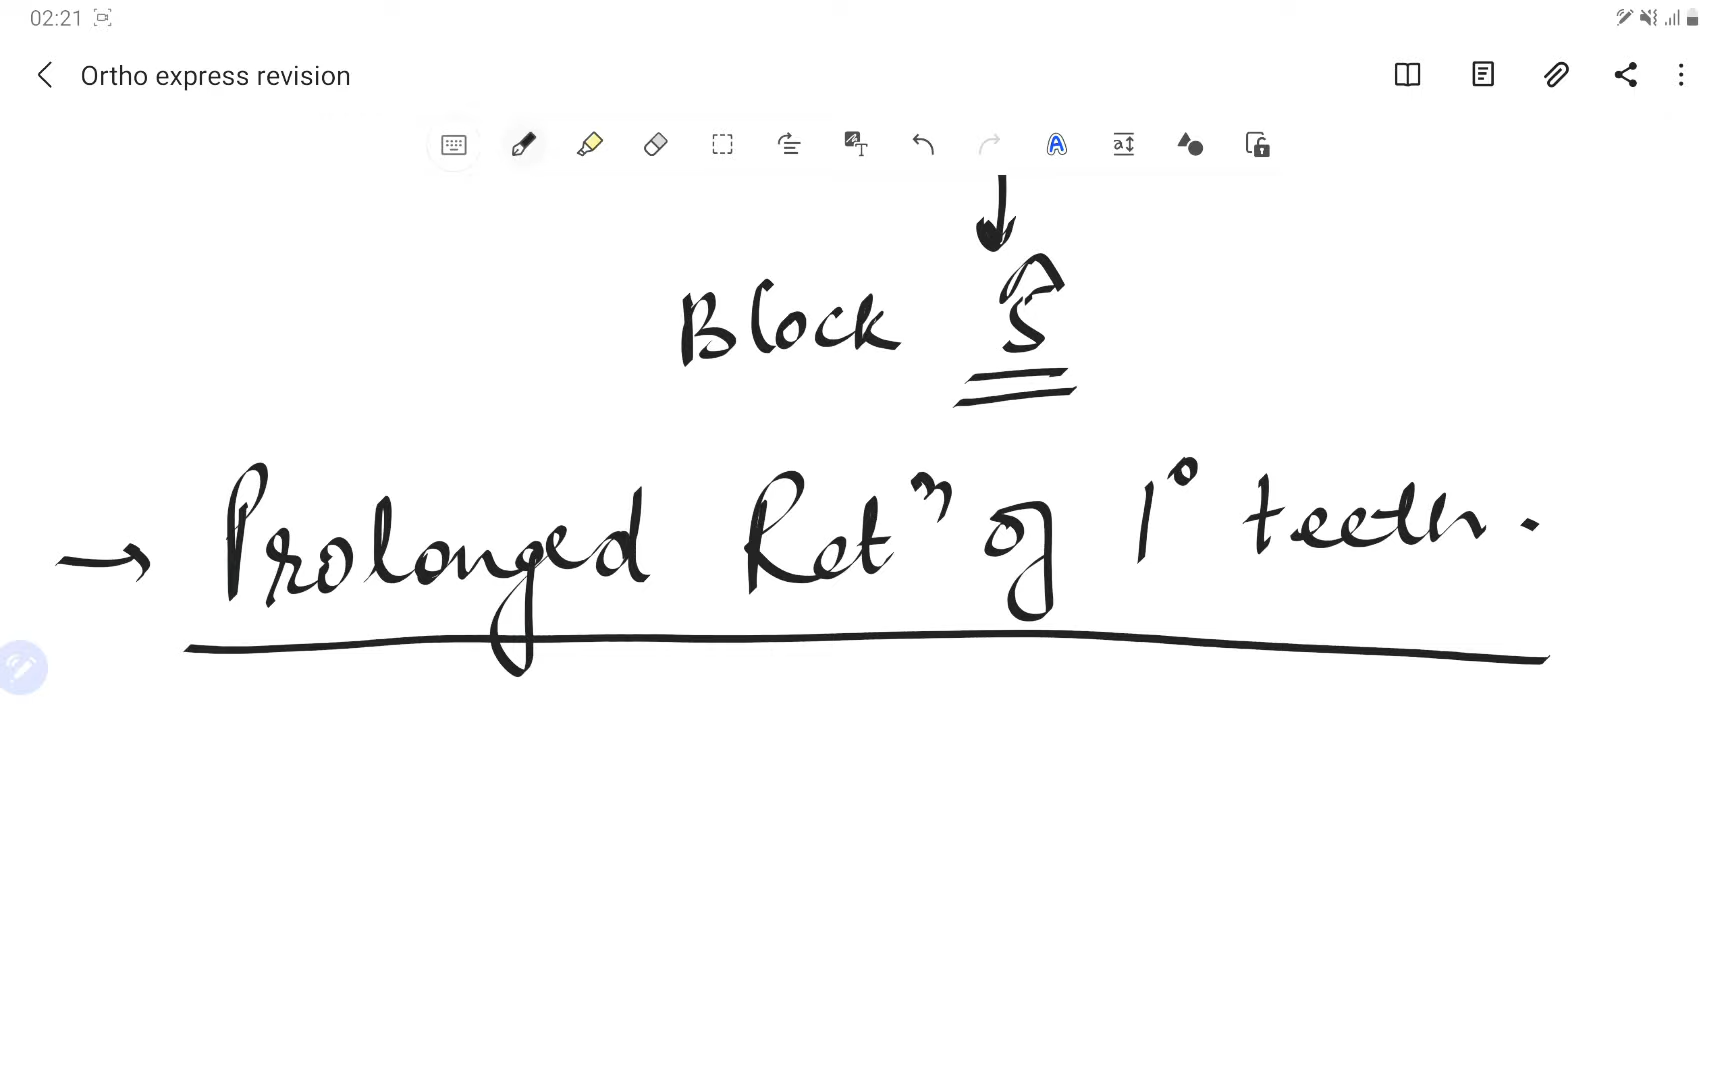 02:21
Ortho express revision
Block ŝ
→ Prolonged Retⁿ of 1° teeth.